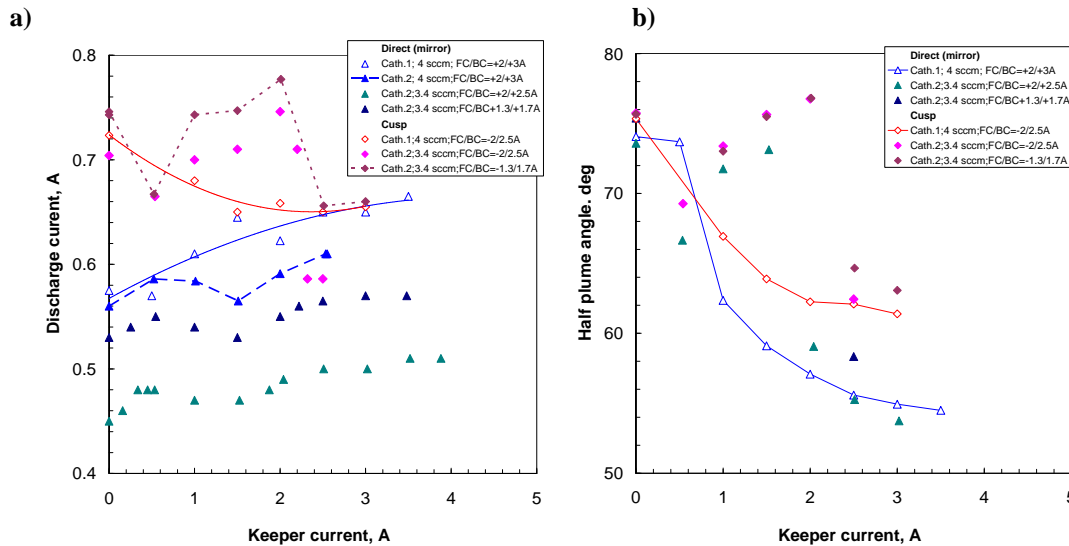 a)
0.8
0.7
0.6
0.5
0.4
0
1
2
3
4
5
Discharge current, A
Keeper current, A
Direct (mirror)
Cath.1; 4 sccm; FC/BC=+2/+3A
Cath.2; 4 sccm;FC/BC=+2/+3A
Cath.2;3.4 sccm;FC/BC=+2/+2.5A
Cath.2;3.4 sccm;FC/BC+1.3/+1.7A
Cusp
Cath.1;4 sccm;FC/BC=-2/2.5A
Cath.2;3.4 sccm;FC/BC=-2/2.5A
Cath.2;3.4 sccm;FC/BC=-1.3/1.7A
b)
80
70
60
50
0
1
2
3
4
5
Half plume angle. deg
Keeper current, A
Direct (mirror)
Cath.1; 4 sccm; FC/BC=+2/+3A
Cath.2;3.4 sccm;FC/BC=+2/+2.5A
Cath.2;3.4 sccm;FC/BC+1.3/+1.7A
Cusp
Cath.1;4 sccm;FC/BC=-2/2.5A
Cath.2;3.4 sccm;FC/BC=-2/2.5A
Cath.2;3.4 sccm;FC/BC=-1.3/1.7A